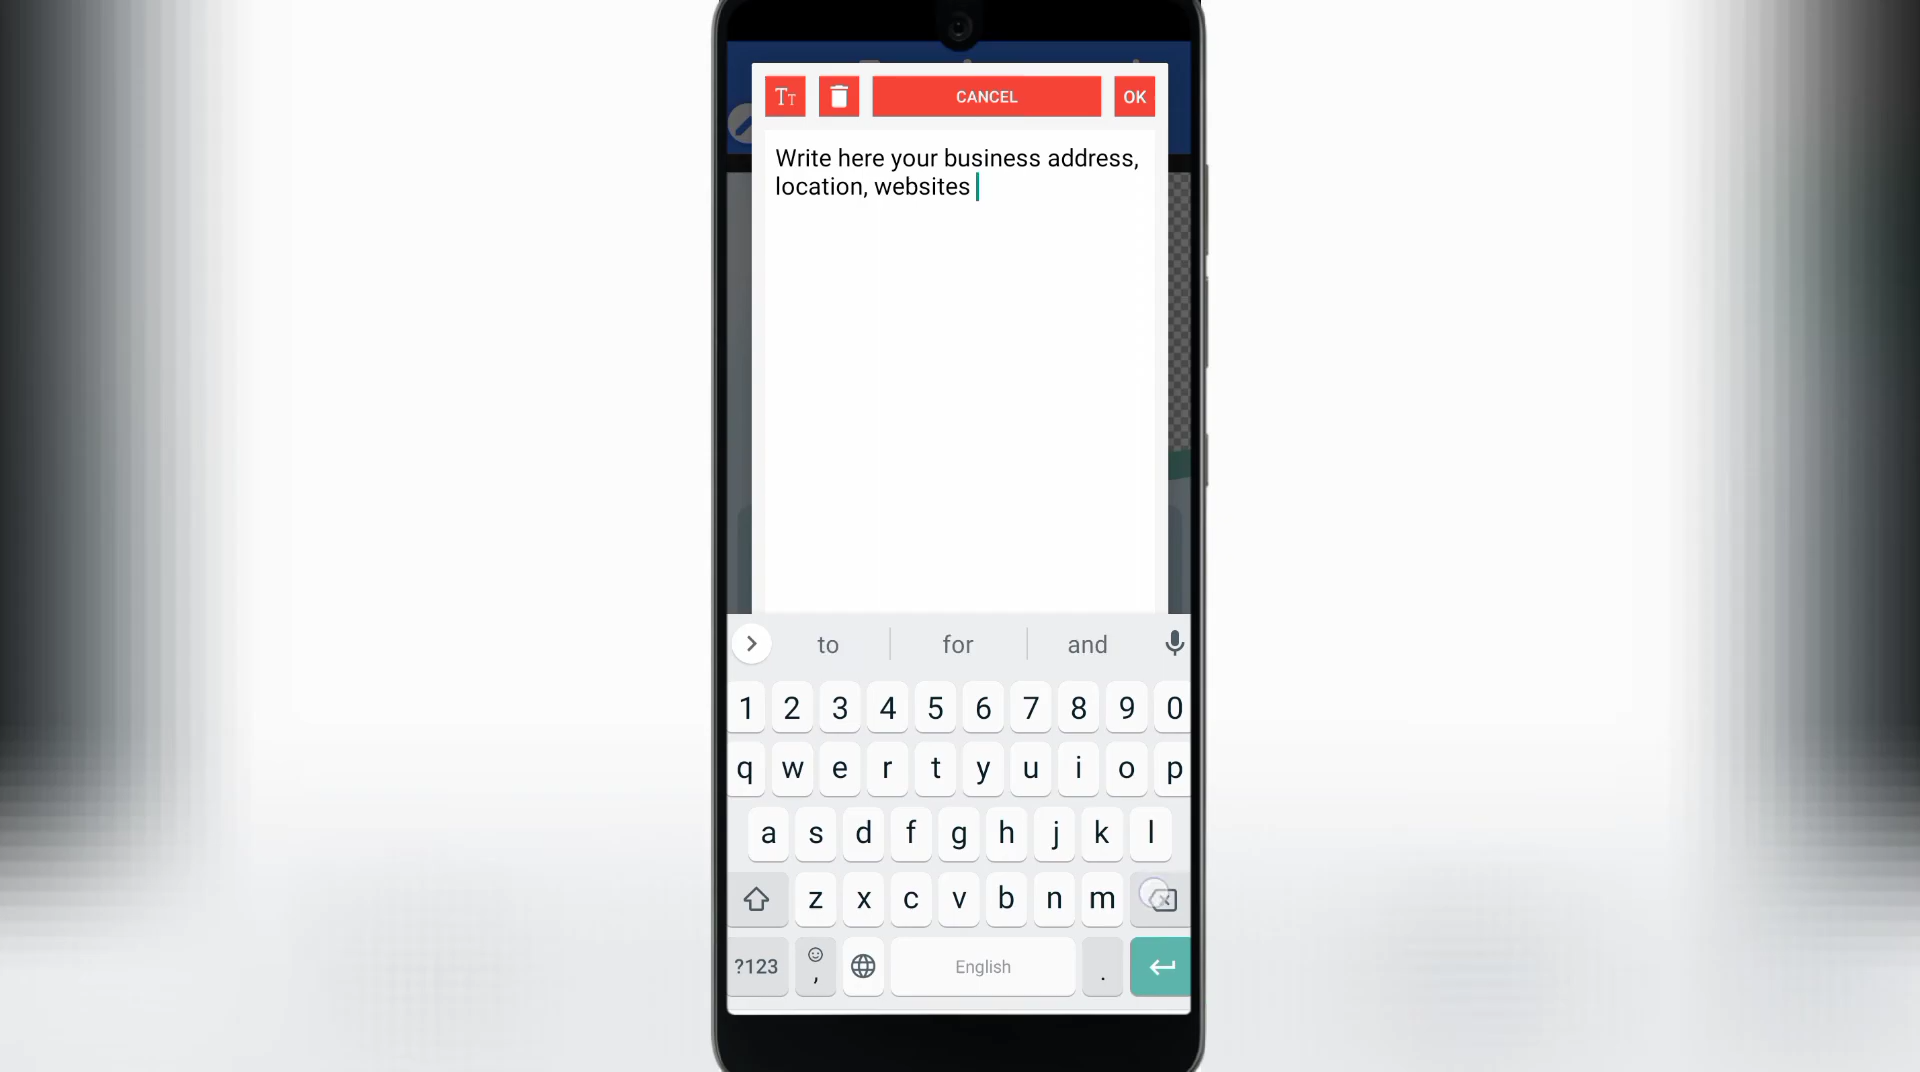 TT
CANCEL
OK
Write here your business address,
location, websites
to for and
1 2 3 4 5 6 7 8 9 0
q w e r t y u i o p
a s d f g h j k l
z x c v b n m
?123 , English .